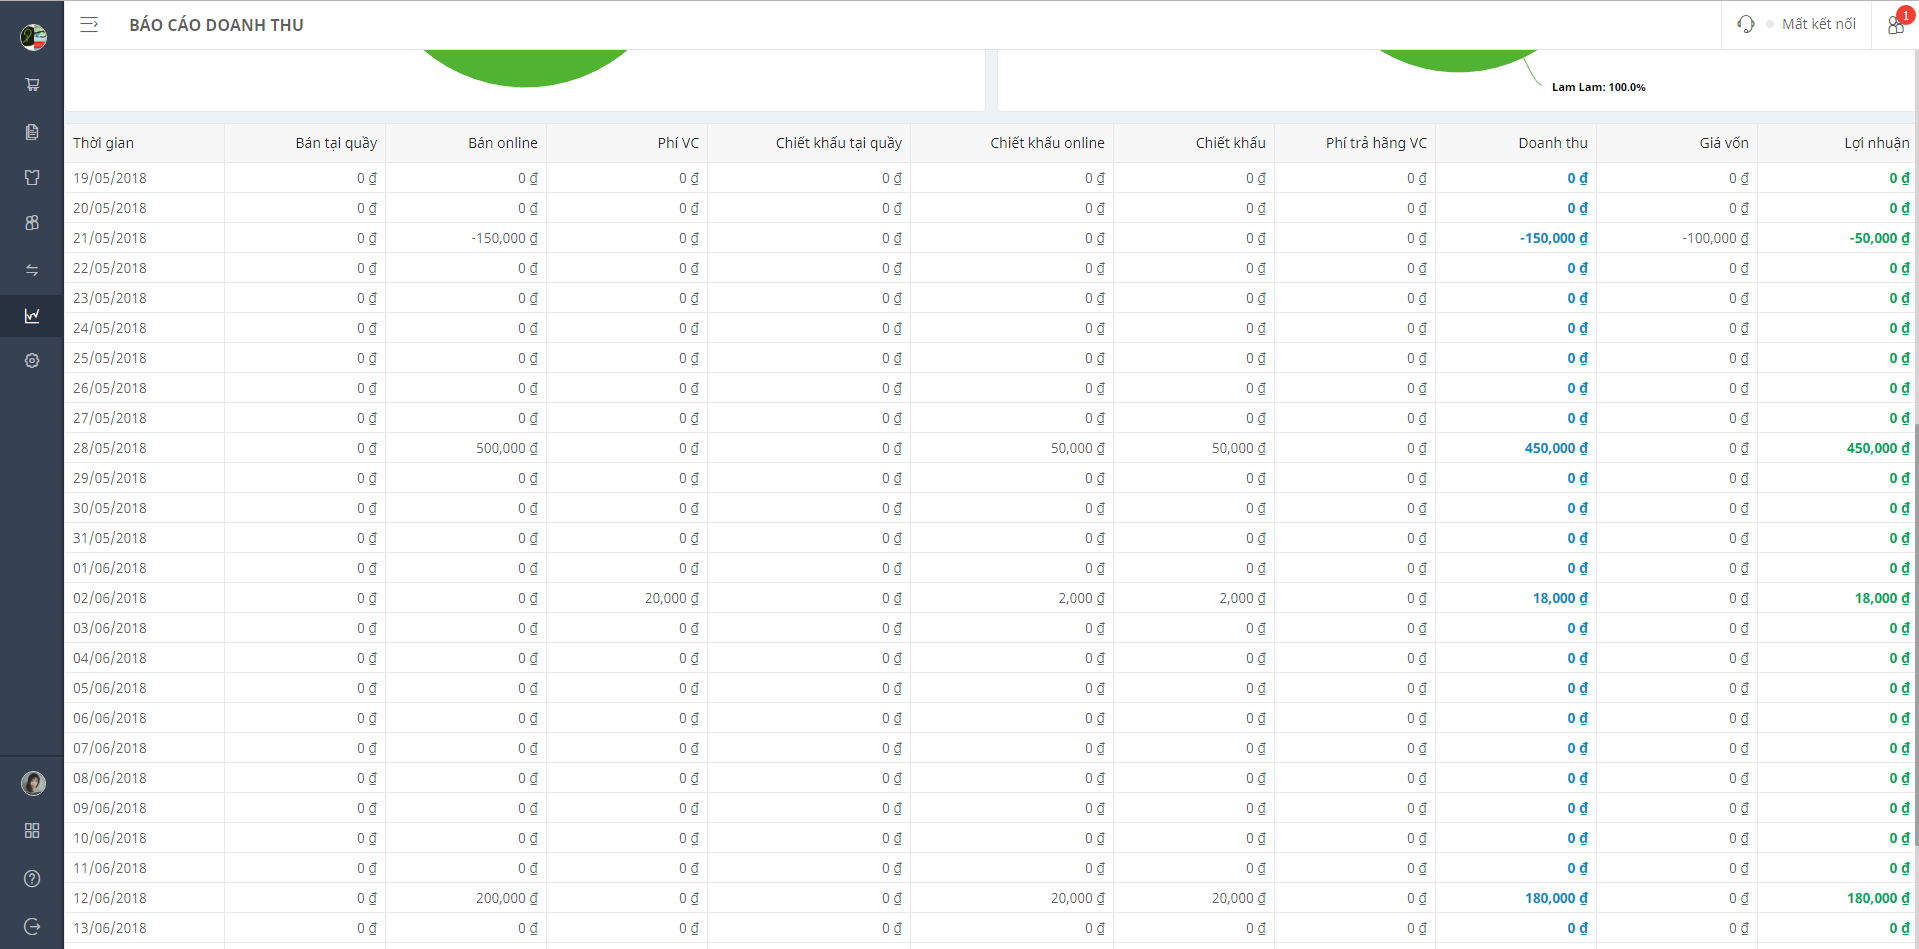 BÁO CÁO DOANH THU
Mất kết nối
1
Lam Lam: 100.0%
Thời gian Bán tại quầy Bán online Phí VC Chiết khấu tại quầy Chiết khấu online Chiết khấu Phí trả hãng VC Doanh thu Giá vốn Lợi nhuận
19/05/2018 0 ₫ 0 ₫ 0 ₫ 0 ₫ 0 ₫ 0 ₫ 0 ₫ 0 ₫ 0 ₫ 0 ₫
20/05/2018 0 ₫ 0 ₫ 0 ₫ 0 ₫ 0 ₫ 0 ₫ 0 ₫ 0 ₫ 0 ₫ 0 ₫
21/05/2018 0 ₫ -150,000 ₫ 0 ₫ 0 ₫ 0 ₫ 0 ₫ 0 ₫ -150,000 ₫ -100,000 ₫ -50,000 ₫
22/05/2018 0 ₫ 0 ₫ 0 ₫ 0 ₫ 0 ₫ 0 ₫ 0 ₫ 0 ₫ 0 ₫ 0 ₫
23/05/2018 0 ₫ 0 ₫ 0 ₫ 0 ₫ 0 ₫ 0 ₫ 0 ₫ 0 ₫ 0 ₫ 0 ₫
24/05/2018 0 ₫ 0 ₫ 0 ₫ 0 ₫ 0 ₫ 0 ₫ 0 ₫ 0 ₫ 0 ₫ 0 ₫
25/05/2018 0 ₫ 0 ₫ 0 ₫ 0 ₫ 0 ₫ 0 ₫ 0 ₫ 0 ₫ 0 ₫ 0 ₫
26/05/2018 0 ₫ 0 ₫ 0 ₫ 0 ₫ 0 ₫ 0 ₫ 0 ₫ 0 ₫ 0 ₫ 0 ₫
27/05/2018 0 ₫ 0 ₫ 0 ₫ 0 ₫ 0 ₫ 0 ₫ 0 ₫ 0 ₫ 0 ₫ 0 ₫
28/05/2018 0 ₫ 500,000 ₫ 0 ₫ 0 ₫ 50,000 ₫ 50,000 ₫ 0 ₫ 450,000 ₫ 0 ₫ 450,000 ₫
29/05/2018 0 ₫ 0 ₫ 0 ₫ 0 ₫ 0 ₫ 0 ₫ 0 ₫ 0 ₫ 0 ₫ 0 ₫
30/05/2018 0 ₫ 0 ₫ 0 ₫ 0 ₫ 0 ₫ 0 ₫ 0 ₫ 0 ₫ 0 ₫ 0 ₫
31/05/2018 0 ₫ 0 ₫ 0 ₫ 0 ₫ 0 ₫ 0 ₫ 0 ₫ 0 ₫ 0 ₫ 0 ₫
01/06/2018 0 ₫ 0 ₫ 0 ₫ 0 ₫ 0 ₫ 0 ₫ 0 ₫ 0 ₫ 0 ₫ 0 ₫
02/06/2018 0 ₫ 0 ₫ 20,000 ₫ 0 ₫ 2,000 ₫ 2,000 ₫ 0 ₫ 18,000 ₫ 0 ₫ 18,000 ₫
03/06/2018 0 ₫ 0 ₫ 0 ₫ 0 ₫ 0 ₫ 0 ₫ 0 ₫ 0 ₫ 0 ₫ 0 ₫
04/06/2018 0 ₫ 0 ₫ 0 ₫ 0 ₫ 0 ₫ 0 ₫ 0 ₫ 0 ₫ 0 ₫ 0 ₫
05/06/2018 0 ₫ 0 ₫ 0 ₫ 0 ₫ 0 ₫ 0 ₫ 0 ₫ 0 ₫ 0 ₫ 0 ₫
06/06/2018 0 ₫ 0 ₫ 0 ₫ 0 ₫ 0 ₫ 0 ₫ 0 ₫ 0 ₫ 0 ₫ 0 ₫
07/06/2018 0 ₫ 0 ₫ 0 ₫ 0 ₫ 0 ₫ 0 ₫ 0 ₫ 0 ₫ 0 ₫ 0 ₫
08/06/2018 0 ₫ 0 ₫ 0 ₫ 0 ₫ 0 ₫ 0 ₫ 0 ₫ 0 ₫ 0 ₫ 0 ₫
09/06/2018 0 ₫ 0 ₫ 0 ₫ 0 ₫ 0 ₫ 0 ₫ 0 ₫ 0 ₫ 0 ₫ 0 ₫
10/06/2018 0 ₫ 0 ₫ 0 ₫ 0 ₫ 0 ₫ 0 ₫ 0 ₫ 0 ₫ 0 ₫ 0 ₫
11/06/2018 0 ₫ 0 ₫ 0 ₫ 0 ₫ 0 ₫ 0 ₫ 0 ₫ 0 ₫ 0 ₫ 0 ₫
12/06/2018 0 ₫ 200,000 ₫ 0 ₫ 0 ₫ 20,000 ₫ 20,000 ₫ 0 ₫ 180,000 ₫ 0 ₫ 180,000 ₫
13/06/2018 0 ₫ 0 ₫ 0 ₫ 0 ₫ 0 ₫ 0 ₫ 0 ₫ 0 ₫ 0 ₫ 0 ₫